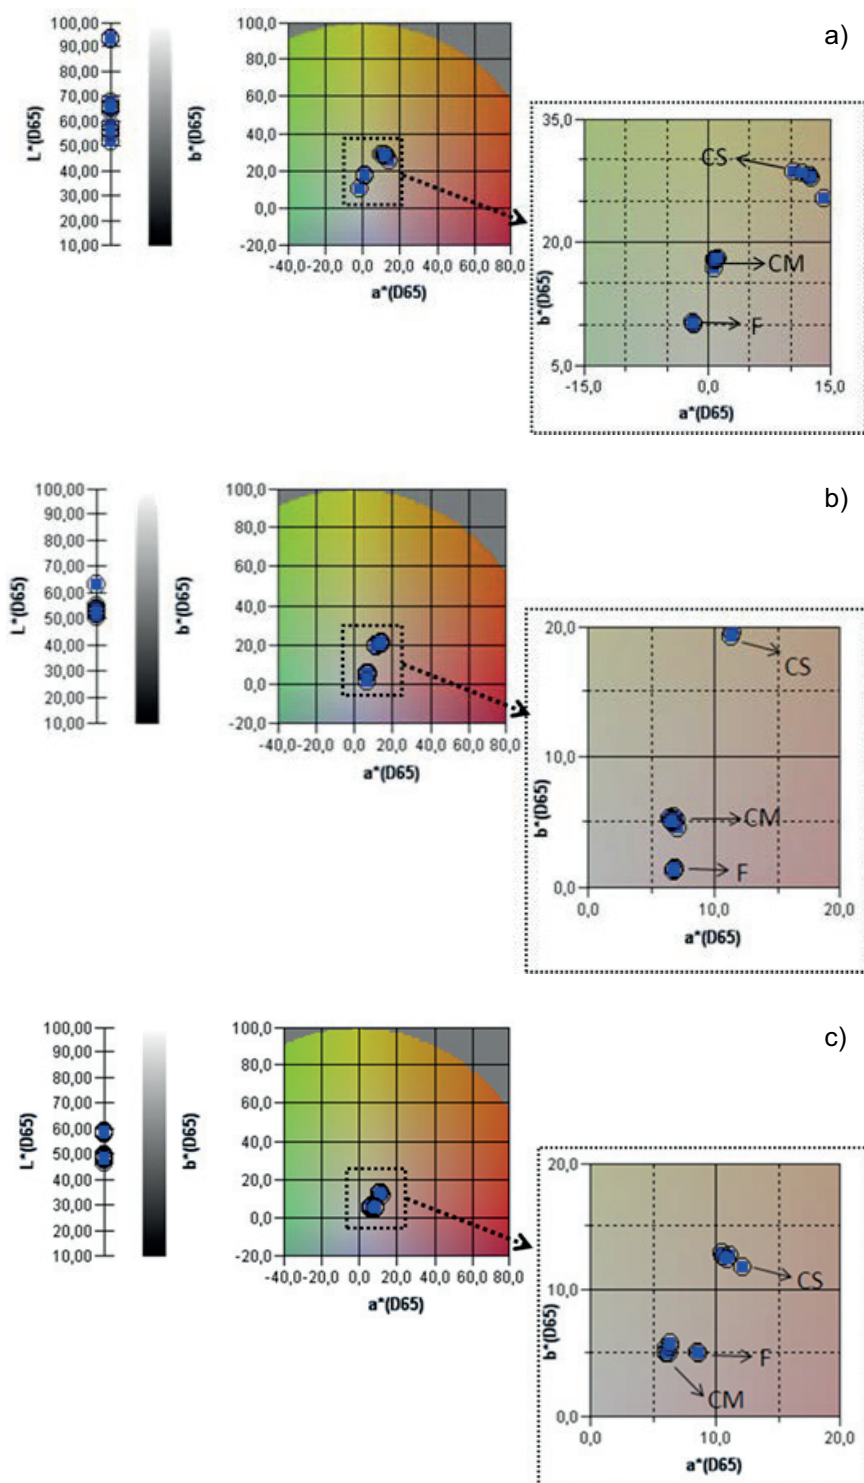 a)
L*(D65)
100,00
90,00
80,00
70,00
60,00
50,00
40,00
30,00
20,00
10,00
b*(D65)
100,0
80,0
60,0
40,0
20,0
0,0
-20,0
-40,0 -20,0 0,0 20,0 40,0 60,0 80,0
a*(D65)
b*(D65)
35,0
20,0
5,0
-15,0 0,0 15,0
a*(D65)
CS
CM
F
b)
L*(D65)
100,00
90,00
80,00
70,00
60,00
50,00
40,00
30,00
20,00
10,00
b*(D65)
100,0
80,0
60,0
40,0
20,0
0,0
-20,0
-40,0 -20,0 0,0 20,0 40,0 60,0 80,0
a*(D65)
b*(D65)
20,0
10,0
0,0
0,0 10,0 20,0
a*(D65)
CS
CM
F
c)
L*(D65)
100,00
90,00
80,00
70,00
60,00
50,00
40,00
30,00
20,00
10,00
b*(D65)
100,0
80,0
60,0
40,0
20,0
0,0
-20,0
-40,0 -20,0 0,0 20,0 40,0 60,0 80,0
a*(D65)
b*(D65)
20,0
10,0
0,0
0,0 10,0 20,0
a*(D65)
CS
F
CM